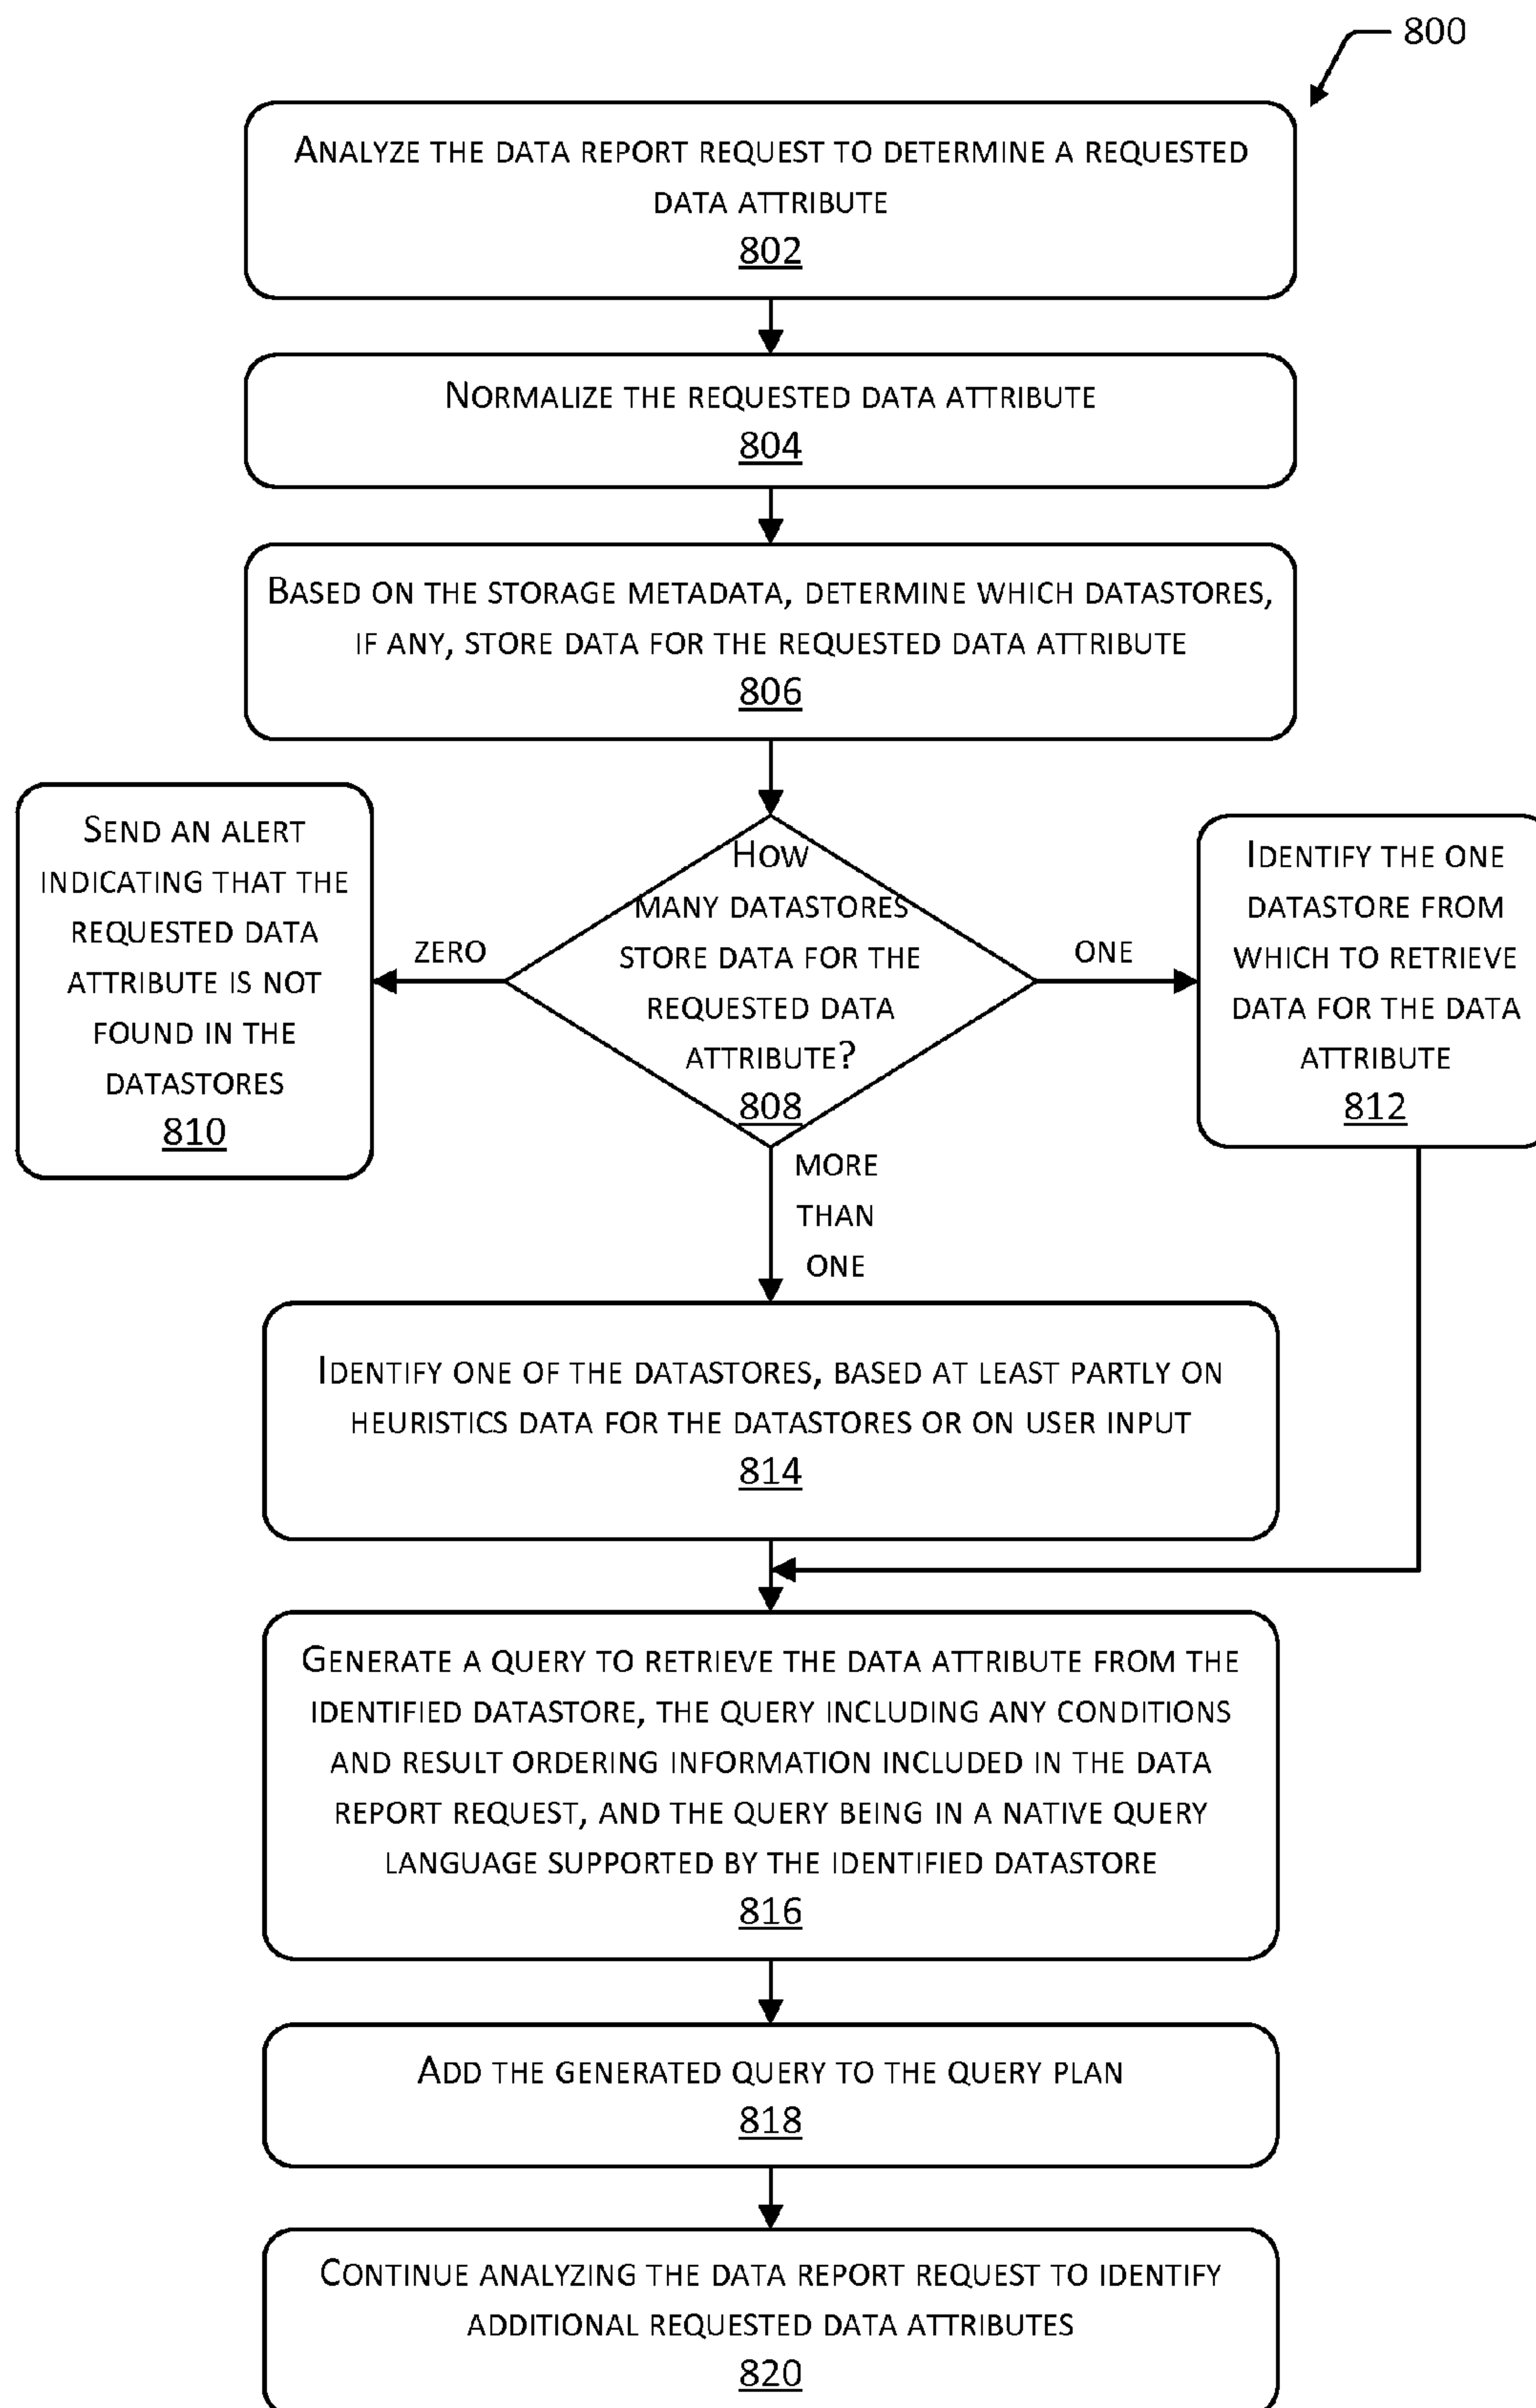 800
ANALYZE THE DATA REPORT REQUEST TO DETERMINE A REQUESTED
DATA ATTRIBUTE
802
NORMALIZE THE REQUESTED DATA ATTRIBUTE
804
BASED ON THE STORAGE METADATA, DETERMINE WHICH DATASTORES,
IF ANY, STORE DATA FOR THE REQUESTED DATA ATTRIBUTE
806
SEND AN ALERT
INDICATING THAT THE
REQUESTED DATA
ATTRIBUTE IS NOT
FOUND IN THE
DATASTORES
810
ZERO
HOW
MANY DATASTORES
STORE DATA FOR THE
REQUESTED DATA
ATTRIBUTE?
808
ONE
IDENTIFY THE ONE
DATASTORE FROM
WHICH TO RETRIEVE
DATA FOR THE DATA
ATTRIBUTE
812
MORE
THAN
ONE
IDENTIFY ONE OF THE DATASTORES, BASED AT LEAST PARTLY ON
HEURISTICS DATA FOR THE DATASTORES OR ON USER INPUT
814
GENERATE A QUERY TO RETRIEVE THE DATA ATTRIBUTE FROM THE
IDENTIFIED DATASTORE, THE QUERY INCLUDING ANY CONDITIONS
AND RESULT ORDERING INFORMATION INCLUDED IN THE DATA
REPORT REQUEST, AND THE QUERY BEING IN A NATIVE QUERY
LANGUAGE SUPPORTED BY THE IDENTIFIED DATASTORE
816
ADD THE GENERATED QUERY TO THE QUERY PLAN
818
CONTINUE ANALYZING THE DATA REPORT REQUEST TO IDENTIFY
ADDITIONAL REQUESTED DATA ATTRIBUTES
820